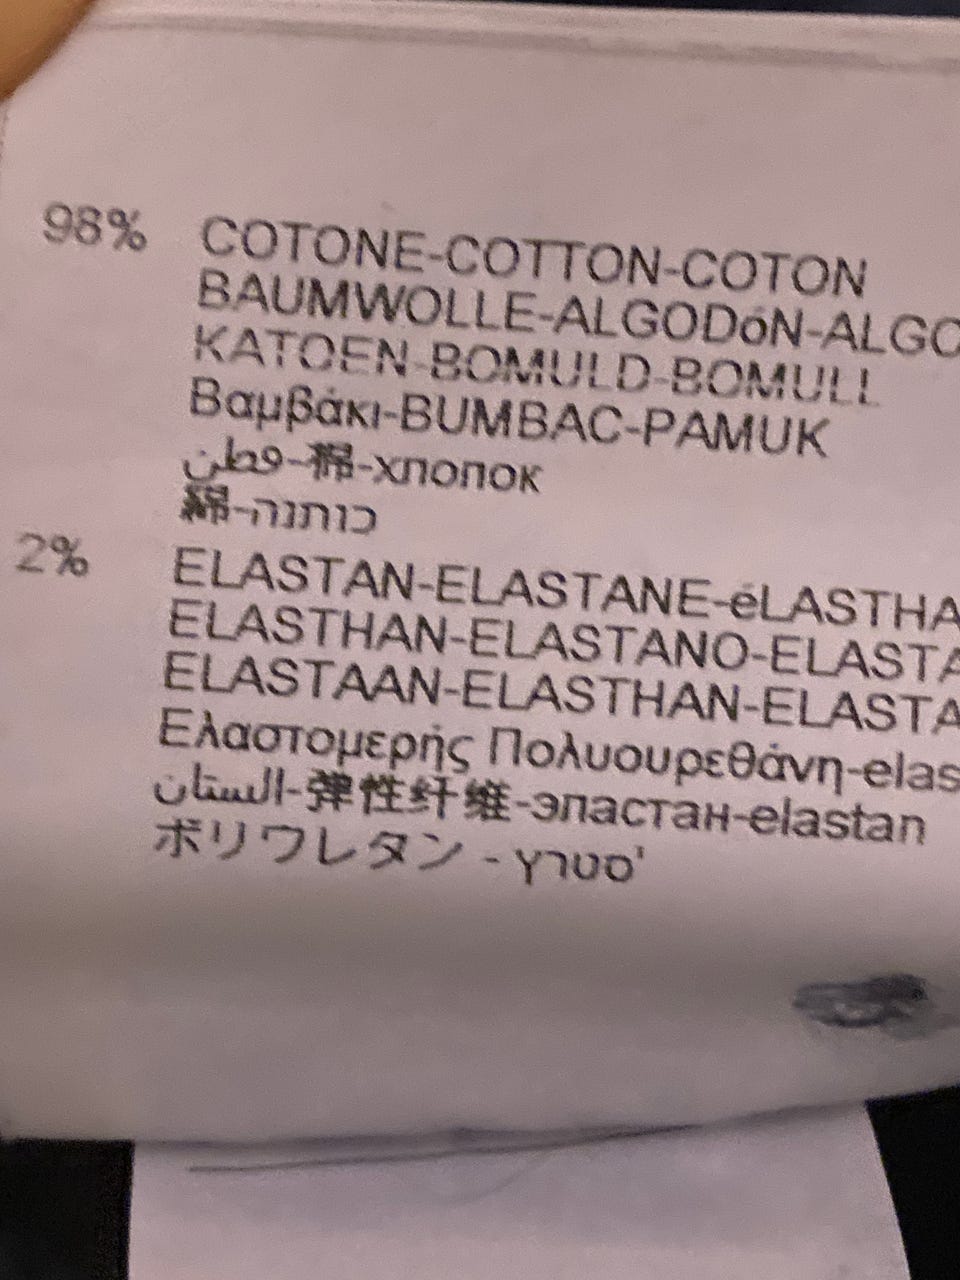 98% COTONE-COTTON-COTON
BAUMWOLLE-ALGODóN-ALGO
KATOEN-BOMULD-BOMULL
Βαμβάκι-BUMBAC-PAMUK
قطن-棉-хлопок
綿-כותנה
2% ELASTAN-ELASTANE-éLASTHA
ELASTHAN-ELASTANO-ELASTA
ELASTAAN-ELASTHAN-ELASTA
Ελαστομερής Πολυουρεθάνη-elas
الستان-弹性纤维-эластан-elastan
ポリウレタン - סטרץ'